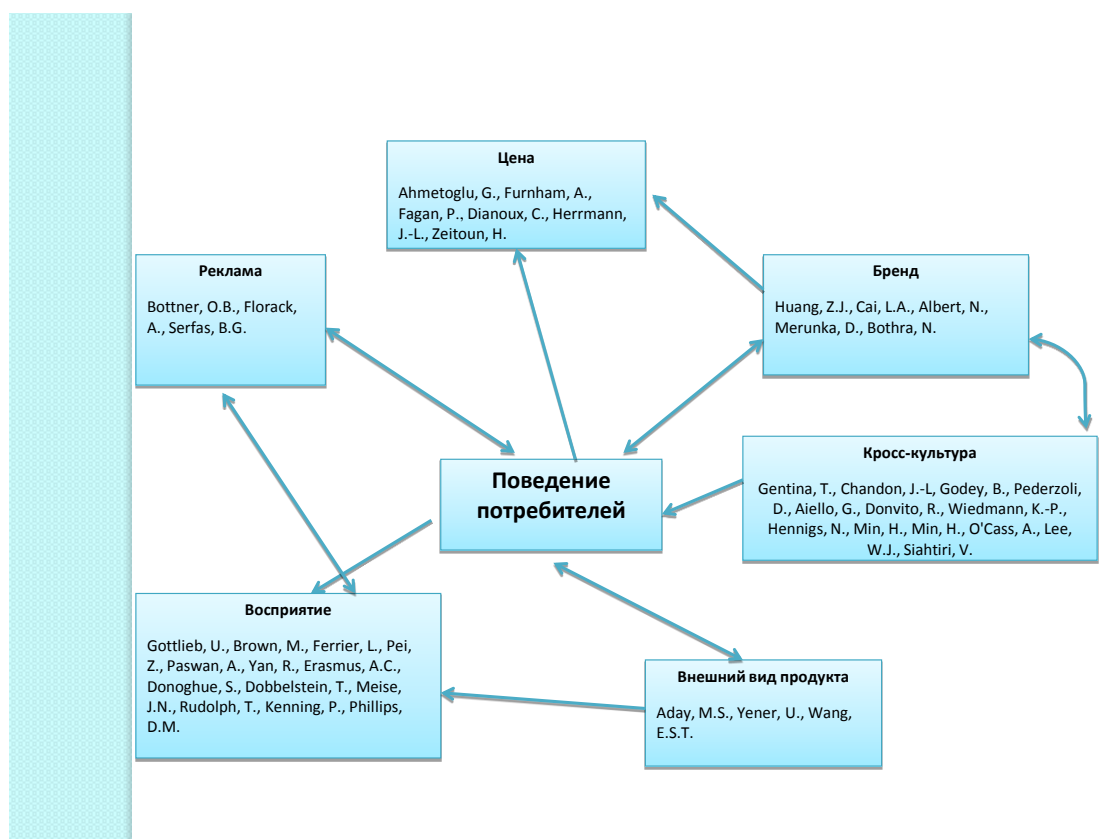 Цена
Ahmetoglu, G., Furnham, A.,
Fagan, P., Dianoux, C., Herrmann,
J.-L., Zeitoun, H.
Реклама
Bottner, O.B., Florack,
A., Serfas, B.G.
Бренд
Huang, Z.J., Cai, L.A., Albert, N.,
Merunka, D., Bothra, N.
Поведение
потребителей
Кросс-культура
Gentina, T., Chandon, J.-L, Godey, B., Pederzoli,
D., Aiello, G., Donvito, R., Wiedmann, K.-P.,
Hennigs, N., Min, H., Min, H., O'Cass, A., Lee,
W.J., Siahtiri, V.
Восприятие
Gottlieb, U., Brown, M., Ferrier, L., Pei,
Z., Paswan, A., Yan, R., Erasmus, A.C.,
Donoghue, S., Dobbelstein, T., Meise,
J.N., Rudolph, T., Kenning, P., Phillips,
D.M.
Внешний вид продукта
Aday, M.S., Yener, U., Wang,
E.S.T.